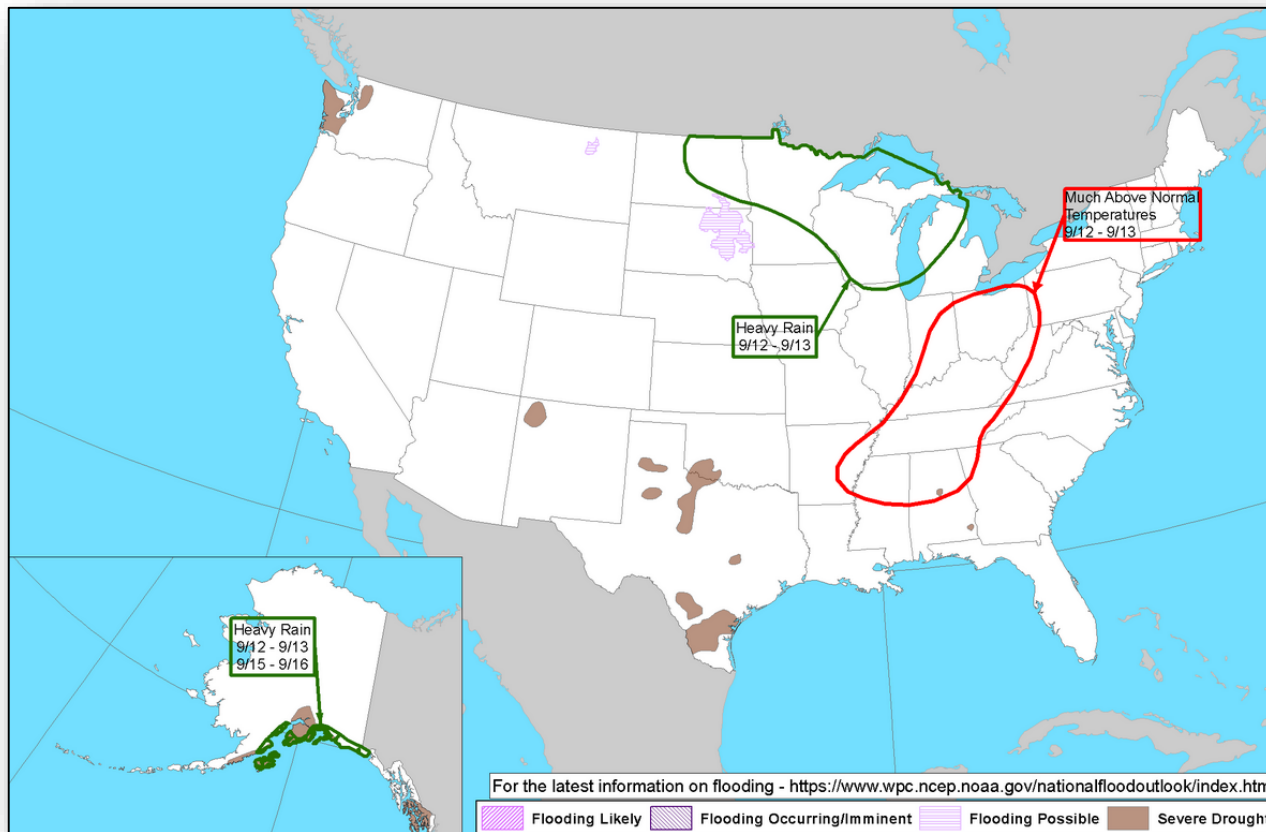 Much Above Normal
Temperatures
9/12 - 9/13
Heavy Rain
9/12 - 9/13
Heavy Rain
9/12 - 9/13
9/15 - 9/16
For the latest information on flooding - https://www.wpc.ncep.noaa.gov/nationalfloodoutlook/index.htm
Flooding Likely
Flooding Occurring/Imminent
Flooding Possible
Severe Drought